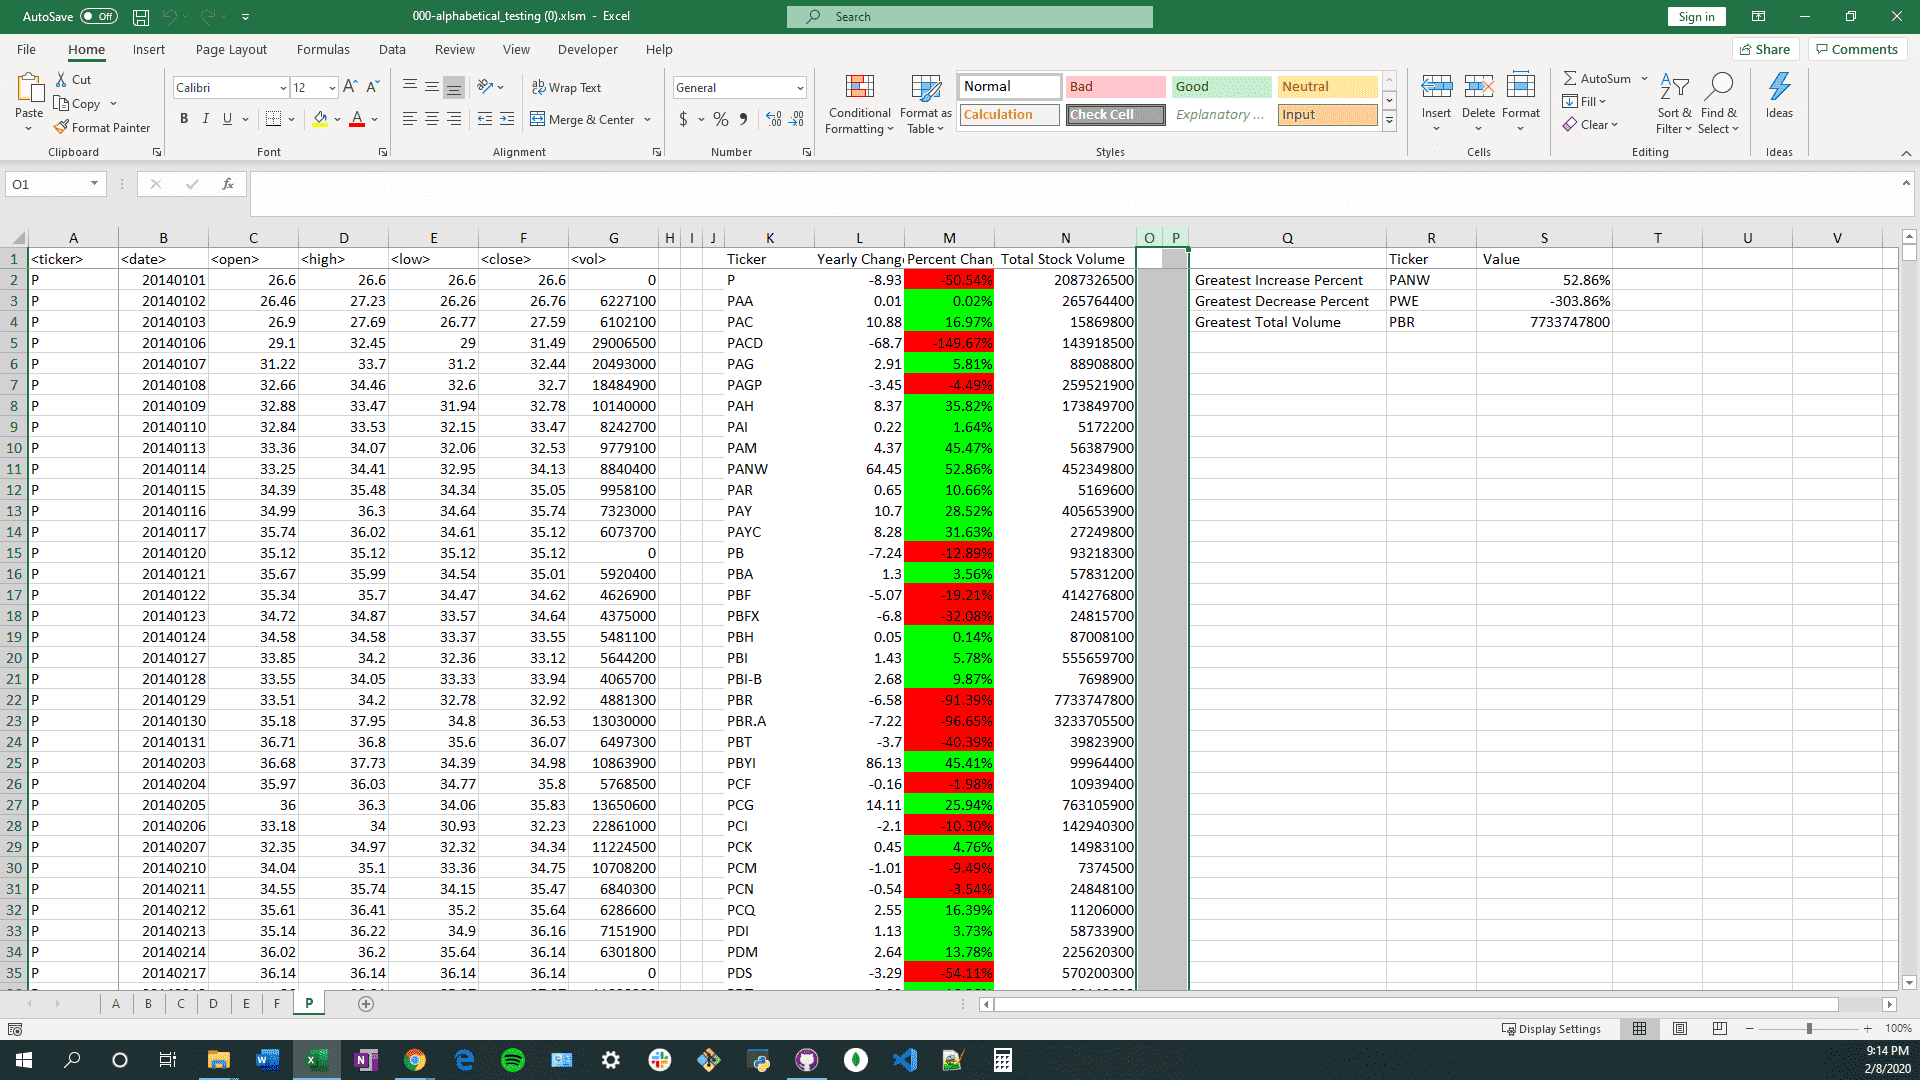 AutoSave Off 000-alphabetical_testing (0).xlsm - Excel Search Sign in
File Home Insert Page Layout Formulas Data Review View Developer Help Share Comments
Paste Cut Copy Format Painter Clipboard
Calibri 12 B I U A A A Font
Wrap Text Merge & Center Alignment
General $ % 9 .00 Number
Conditional Formatting Format as Table Normal Bad Good Neutral Calculation Check Cell Explanatory ... Input Styles
Insert Delete Format Cells
AutoSum Fill Clear Sort & Filter Find & Select Editing
Ideas Ideas
O1 fx
A B C D E F G H I J K L M N O P Q R S T U V
1 <ticker> <date> <open> <high> <low> <close> <vol> Ticker Yearly Chang Percent Chan Total Stock Volume Ticker Value
2 P 20140101 26.6 26.6 26.6 26.6 0 P -8.93 -50.54% 2087326500 Greatest Increase Percent PANW 52.86%
3 P 20140102 26.46 27.23 26.26 26.76 6227100 PAA 0.01 0.02% 265764400 Greatest Decrease Percent PWE -303.86%
4 P 20140103 26.9 27.69 26.77 27.59 6102100 PAC 10.88 16.97% 15869800 Greatest Total Volume PBR 7733747800
5 P 20140106 29.1 32.45 29 31.49 29006500 PACD -68.7 -149.67% 143918500
6 P 20140107 31.22 33.7 31.2 32.44 20493000 PAG 2.91 5.81% 88908800
7 P 20140108 32.66 34.46 32.6 32.7 18484900 PAGP -3.45 -4.49% 259521900
8 P 20140109 32.88 33.47 31.94 32.78 10140000 PAH 8.37 35.82% 173849700
9 P 20140110 32.84 33.53 32.15 33.47 8242700 PAI 0.22 1.64% 5172200
10 P 20140113 33.36 34.07 32.06 32.53 9779100 PAM 4.37 45.47% 56387900
11 P 20140114 33.25 34.41 32.95 34.13 8840400 PANW 64.45 52.86% 452349800
12 P 20140115 34.39 35.48 34.34 35.05 9958100 PAR 0.65 10.66% 5169600
13 P 20140116 34.99 36.3 34.64 35.74 7323000 PAY 10.7 28.52% 405653900
14 P 20140117 35.74 36.02 34.61 35.12 6073700 PAYC 8.28 31.63% 27249800
15 P 20140120 35.12 35.12 35.12 35.12 0 PB -7.24 -12.89% 93218300
16 P 20140121 35.67 35.99 34.54 35.01 5920400 PBA 1.3 3.56% 57831200
17 P 20140122 35.34 35.7 34.47 34.62 4626900 PBF -5.07 -19.21% 414276800
18 P 20140123 34.72 34.87 33.57 34.64 4375000 PBFX -6.8 -32.08% 24815700
19 P 20140124 34.58 34.58 33.37 33.55 5481100 PBH 0.05 0.14% 87008100
20 P 20140127 33.85 34.2 32.36 33.12 5644200 PBI 1.43 5.78% 555659700
21 P 20140128 33.55 34.05 33.33 33.94 4065700 PBI-B 2.68 9.87% 7698900
22 P 20140129 33.51 34.2 32.78 32.92 4881300 PBR -6.58 -91.39% 7733747800
23 P 20140130 35.18 37.95 34.8 36.53 13030000 PBR.A -7.22 -96.65% 3233705500
24 P 20140131 36.71 36.8 35.6 36.07 6497300 PBT -3.7 -40.39% 39823900
25 P 20140203 36.68 37.73 34.39 34.98 10863900 PBYI 86.13 45.41% 99964400
26 P 20140204 35.97 36.03 34.77 35.8 5768500 PCF -0.16 -1.98% 10939400
27 P 20140205 36 36.3 34.06 35.83 13650600 PCG 14.11 25.94% 763105900
28 P 20140206 33.18 34 30.93 32.23 22861000 PCI -2.1 -10.30% 142940300
29 P 20140207 32.35 34.97 32.32 34.34 11224500 PCK 0.45 4.76% 14983100
30 P 20140210 34.04 35.1 33.36 34.75 10708200 PCM -1.01 -9.49% 7374500
31 P 20140211 34.55 35.74 34.15 35.47 6840300 PCN -0.54 -3.54% 24848100
32 P 20140212 35.61 36.41 35.2 35.64 6286600 PCQ 2.55 16.39% 11206000
33 P 20140213 35.14 36.22 34.9 36.16 7151900 PDI 1.13 3.73% 58733900
34 P 20140214 36.02 36.2 35.64 36.14 6301800 PDM 2.64 13.78% 225620300
35 P 20140217 36.14 36.14 36.14 36.14 0 PDS -3.29 -54.11% 570200300
A B C D E F P
Display Settings 100%
9:14 PM
2/8/2020